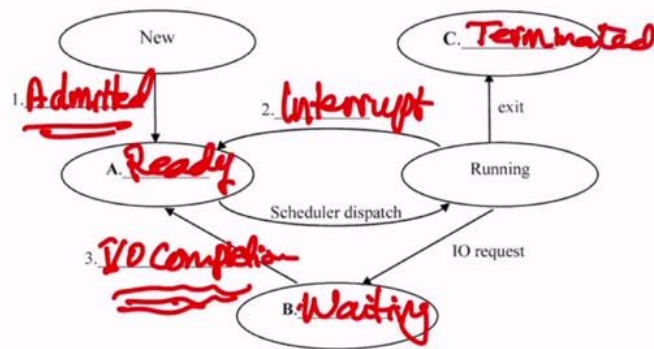 New
C. Terminated
1. Admitted
2. Interrupt
exit
A. Ready
Running
Scheduler dispatch
3. I/O Completion
IO request
B. Waiting